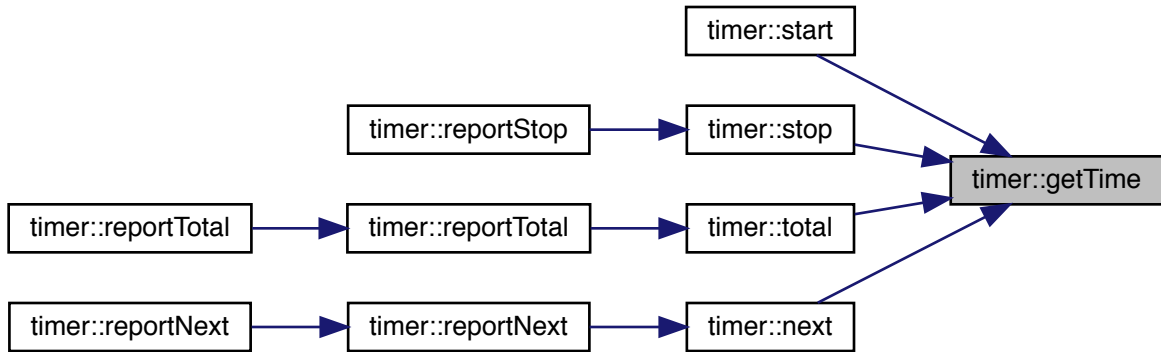 timer::start
timer::reportStop
timer::stop
timer::getTime
timer::reportTotal
timer::reportTotal
timer::total
timer::reportNext
timer::reportNext
timer::next